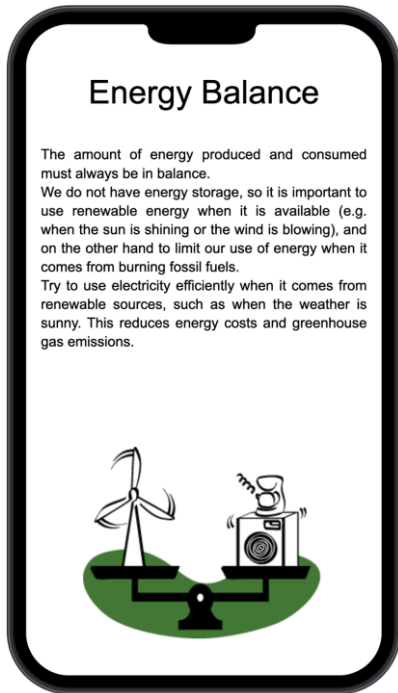 Energy Balance
The amount of energy produced and consumed
must always be in balance.
We do not have energy storage, so it is important to
use renewable energy when it is available (e.g.
when the sun is shining or the wind is blowing), and
on the other hand to limit our use of energy when it
comes from burning fossil fuels.
Try to use electricity efficiently when it comes from
renewable sources, such as when the weather is
sunny. This reduces energy costs and greenhouse
gas emissions.